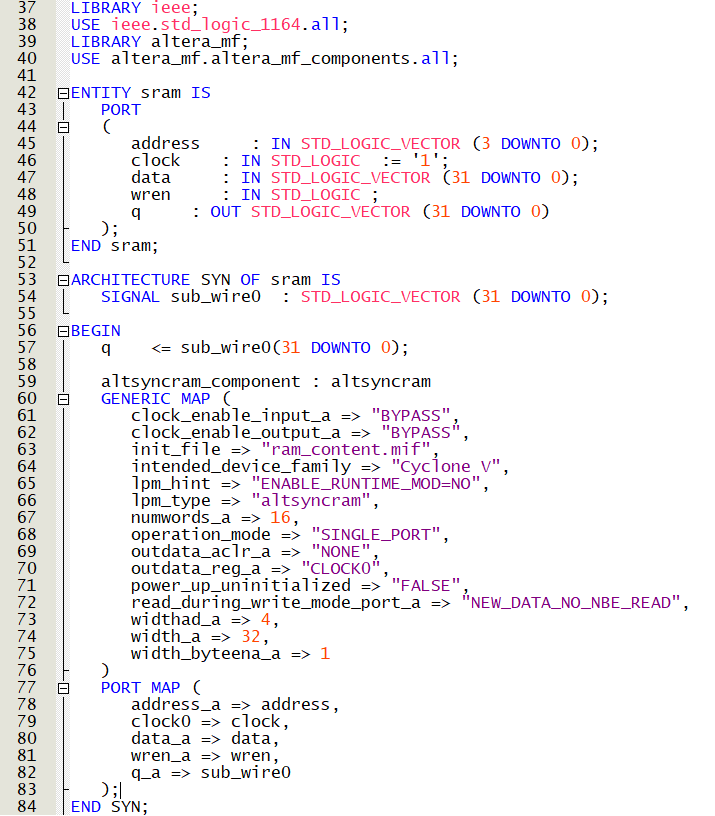 37 LIBRARY ieee;
38 USE ieee.std_logic_1164.all;
39 LIBRARY altera_mf;
40 USE altera_mf.altera_mf_components.all;
41
42 ENTITY sram IS
43 PORT
44 (
45 address : IN STD_LOGIC_VECTOR (3 DOWNTO 0);
46 clock : IN STD_LOGIC := '1';
47 data : IN STD_LOGIC_VECTOR (31 DOWNTO 0);
48 wren : IN STD_LOGIC ;
49 q : OUT STD_LOGIC_VECTOR (31 DOWNTO 0)
50 );
51 END sram;
52
53 ARCHITECTURE SYN OF sram IS
54 SIGNAL sub_wire0 : STD_LOGIC_VECTOR (31 DOWNTO 0);
55
56 BEGIN
57 q <= sub_wire0(31 DOWNTO 0);
58
59 altsyncram_component : altsyncram
60 GENERIC MAP (
61 clock_enable_input_a => "BYPASS",
62 clock_enable_output_a => "BYPASS",
63 init_file => "ram_content.mif",
64 intended_device_family => "Cyclone V",
65 lpm_hint => "ENABLE_RUNTIME_MOD=NO",
66 lpm_type => "altsyncram",
67 numwords_a => 16,
68 operation_mode => "SINGLE_PORT",
69 outdata_aclr_a => "NONE",
70 outdata_reg_a => "CLOCK0",
71 power_up_uninitialized => "FALSE",
72 read_during_write_mode_port_a => "NEW_DATA_NO_NBE_READ",
73 widthad_a => 4,
74 width_a => 32,
75 width_byteena_a => 1
76 )
77 PORT MAP (
78 address_a => address,
79 clock0 => clock,
80 data_a => data,
81 wren_a => wren,
82 q_a => sub_wire0
83 );
84 END SYN;